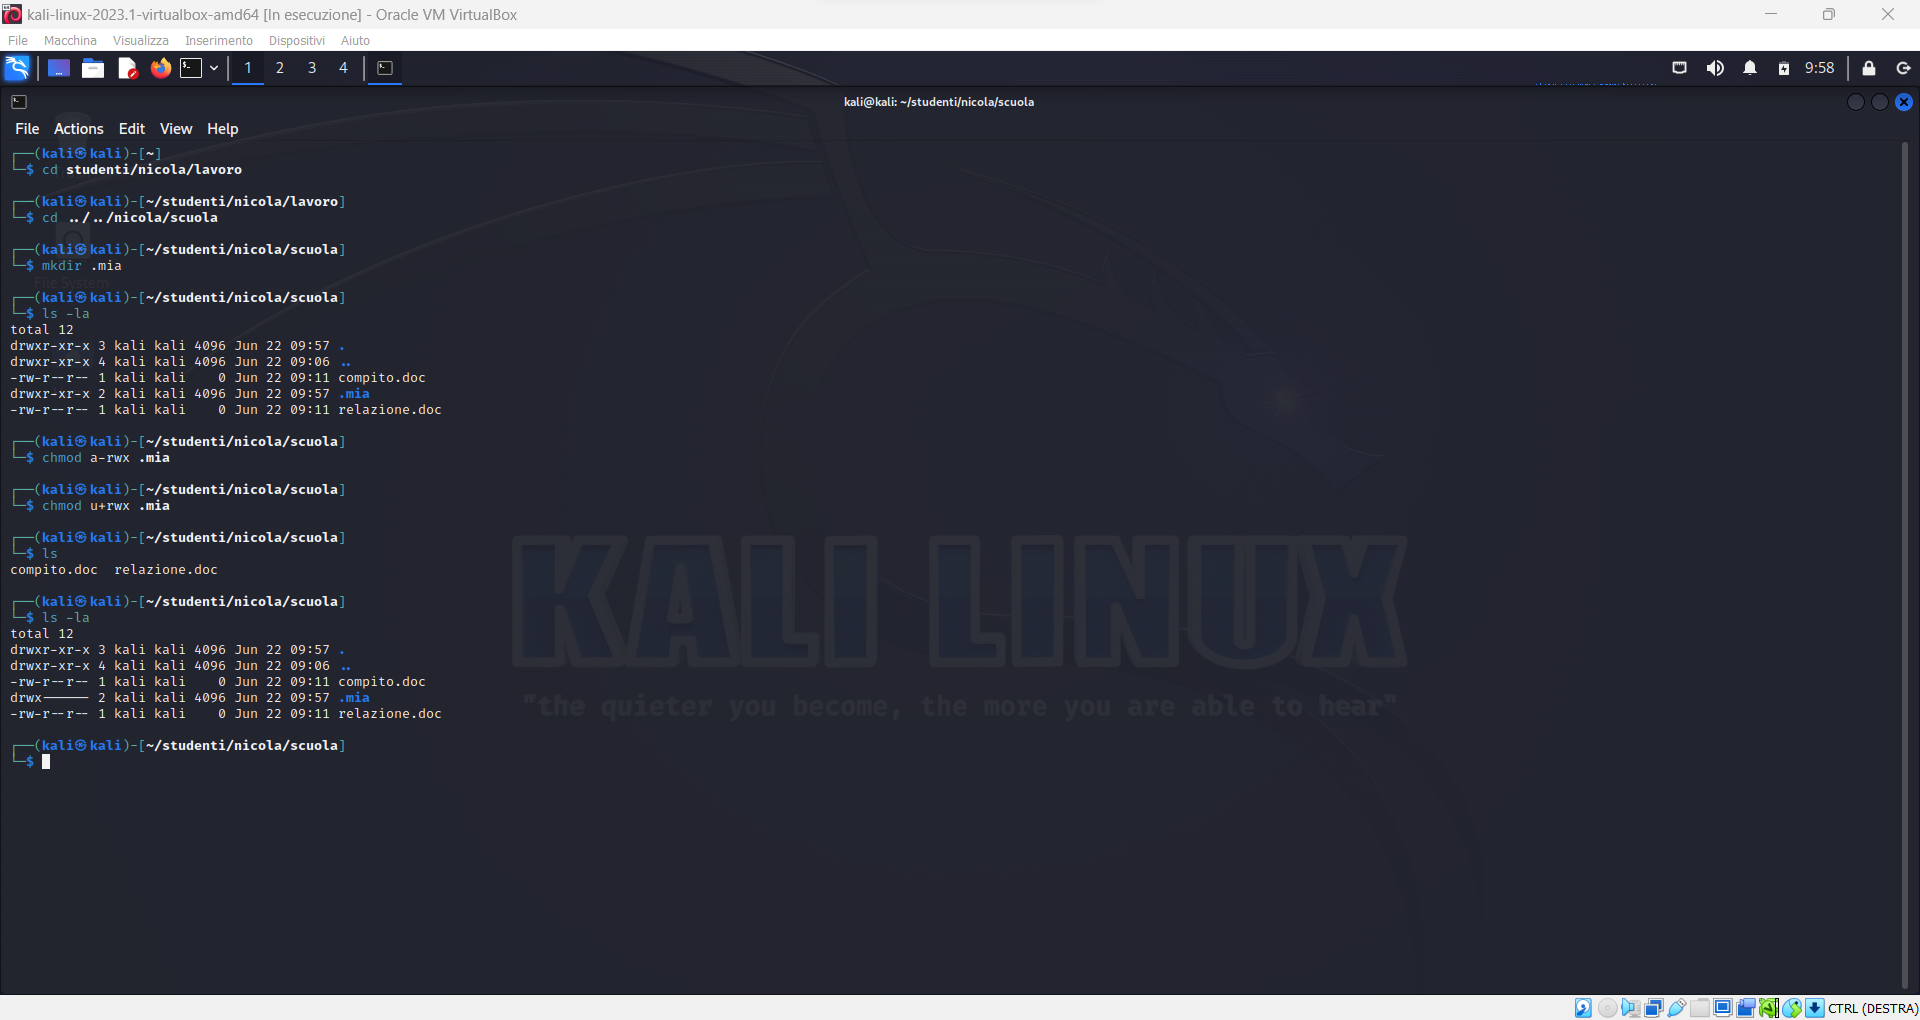 kali-linux-2023.1-virtualbox-amd64 [In esecuzione] - Oracle VM VirtualBox
File Macchina Visualizza Inserimento Dispositivi Aiuto
1 2 3 4 9:58
kali@kali: ~/studenti/nicola/scuola
File Actions Edit View Help
┌──(kali㉿kali)-[~]
└─$ cd studenti/nicola/lavoro
┌──(kali㉿kali)-[~/studenti/nicola/lavoro]
└─$ cd ../../nicola/scuola
┌──(kali㉿kali)-[~/studenti/nicola/scuola]
└─$ mkdir .mia
File System
┌──(kali㉿kali)-[~/studenti/nicola/scuola]
└─$ ls -la
total 12
drwxr-xr-x 3 kali kali 4096 Jun 22 09:57 .
drwxr-xr-x 4 kali kali 4096 Jun 22 09:06 ..
-rw-r--r-- 1 kali kali    0 Jun 22 09:11 compito.doc
drwxr-xr-x 2 kali kali 4096 Jun 22 09:57 .mia
-rw-r--r-- 1 kali kali    0 Jun 22 09:11 relazione.doc
┌──(kali㉿kali)-[~/studenti/nicola/scuola]
└─$ chmod a-rwx .mia
┌──(kali㉿kali)-[~/studenti/nicola/scuola]
└─$ chmod u+rwx .mia
┌──(kali㉿kali)-[~/studenti/nicola/scuola]
└─$ ls
compito.doc  relazione.doc
┌──(kali㉿kali)-[~/studenti/nicola/scuola]
└─$ ls -la
total 12
drwxr-xr-x 3 kali kali 4096 Jun 22 09:57 .
drwxr-xr-x 4 kali kali 4096 Jun 22 09:06 ..
-rw-r--r-- 1 kali kali    0 Jun 22 09:11 compito.doc
drwx------ 2 kali kali 4096 Jun 22 09:57 .mia
-rw-r--r-- 1 kali kali    0 Jun 22 09:11 relazione.doc
┌──(kali㉿kali)-[~/studenti/nicola/scuola]
└─$
KALI LINUX
"the quieter you become, the more you are able to hear"
CTRL (DESTRA)